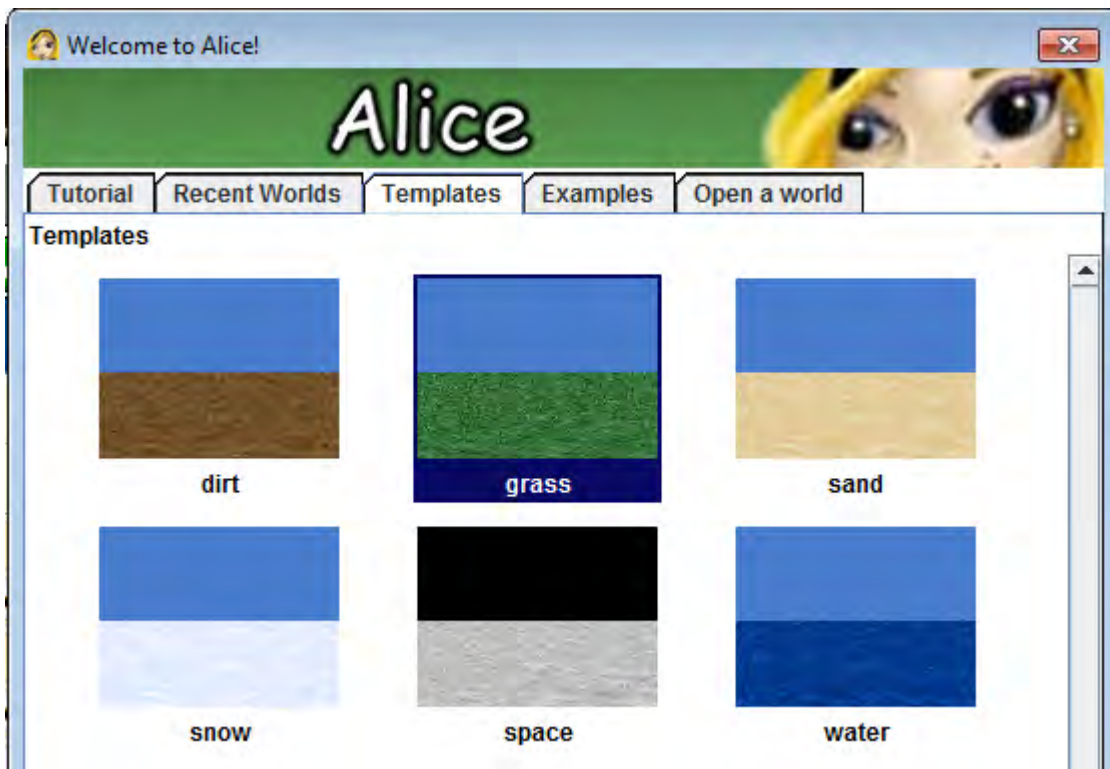 Welcome to Alice!
Alice
Tutorial Recent Worlds Templates Examples Open a world
Templates
dirt grass sand
snow space water